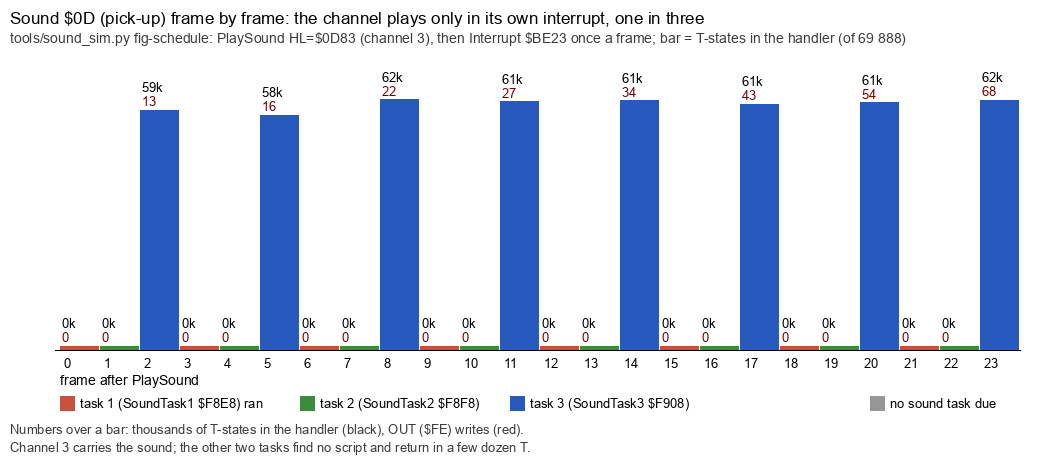 Sound $0D (pick-up) frame by frame: the channel plays only in its own interrupt, one in three
tools/sound_sim.py fig-schedule: PlaySound HL=$0D83 (channel 3), then Interrupt $BE23 once a frame; bar = T-states in the handler (of 69 888)
59k 58k 62k 61k 61k 61k 61k 62k
13 16 22 27 34 43 54 68
0k 0k 0k 0k 0k 0k 0k 0k 0k 0k 0k 0k 0k 0k 0k 0k
0 0 0 0 0 0 0 0 0 0 0 0 0 0 0 0
0 1 2 3 4 5 6 7 8 9 10 11 12 13 14 15 16 17 18 19 20 21 22 23
frame after PlaySound
task 1 (SoundTask1 $F8E8) ran task 2 (SoundTask2 $F8F8) task 3 (SoundTask3 $F908) no sound task due
Numbers over a bar: thousands of T-states in the handler (black), OUT ($FE) writes (red).
Channel 3 carries the sound; the other two tasks find no script and return in a few dozen T.